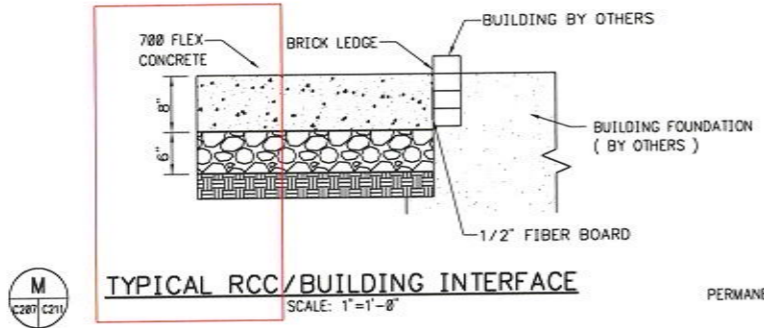 BUILDING BY OTHERS
700 FLEX
CONCRETE
BRICK LEDGE
8"
6"
BUILDING FOUNDATION
( BY OTHERS )
1/2" FIBER BOARD
M
C207 C211
TYPICAL RCC/BUILDING INTERFACE
SCALE: 1"=1'-0"
PERMANE